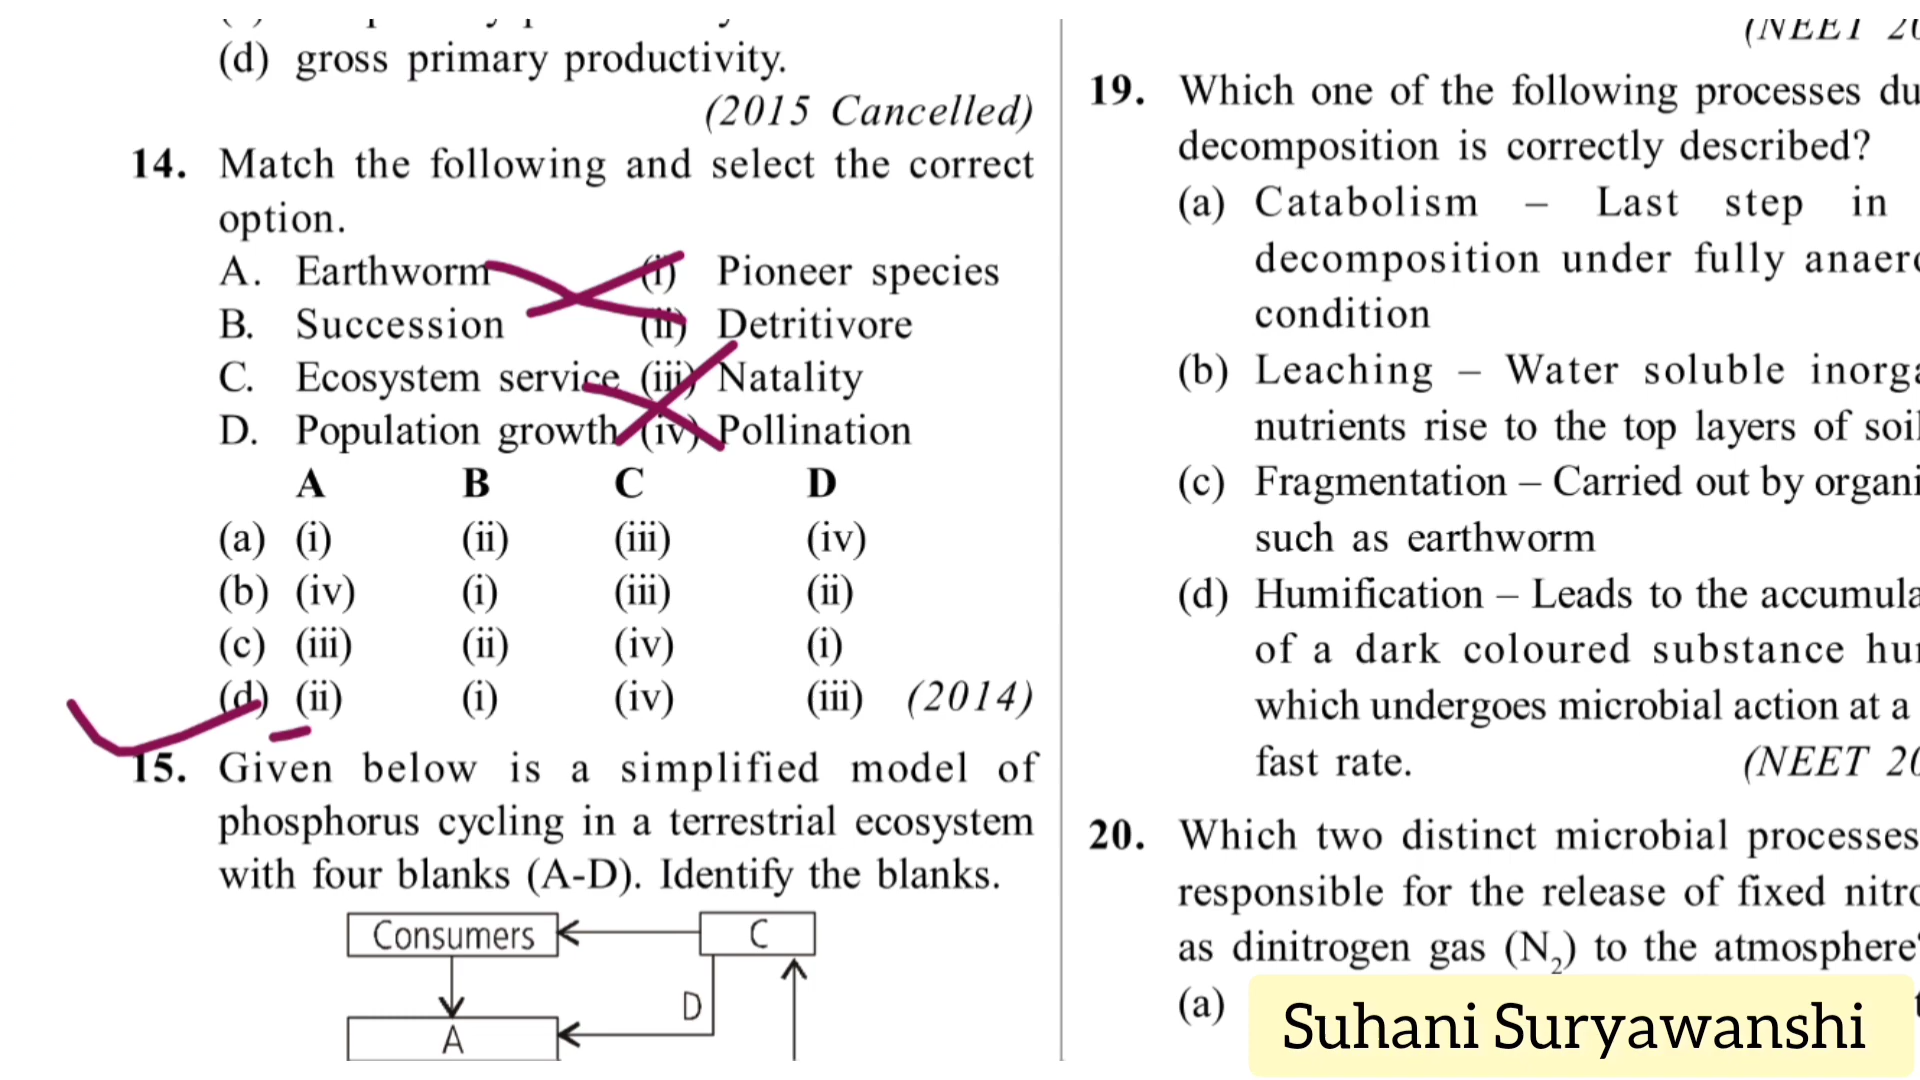 (d) gross primary productivity.
(2015 Cancelled)
14. Match the following and select the correct
option.
A. Earthworm (i) Pioneer species
B. Succession (ii) Detritivore
C. Ecosystem service (iii) Natality
D. Population growth (iv) Pollination
A B C D
(a) (i) (ii) (iii) (iv)
(b) (iv) (i) (iii) (ii)
(c) (iii) (ii) (iv) (i)
(d) (ii) (i) (iv) (iii) (2014)
15. Given below is a simplified model of
phosphorus cycling in a terrestrial ecosystem
with four blanks (A-D). Identify the blanks.
Consumers C
D
A
(NEET
19. Which one of the following processes du
decomposition is correctly described?
(a) Catabolism – Last step in
decomposition under fully anaero
condition
(b) Leaching – Water soluble inorga
nutrients rise to the top layers of soil
(c) Fragmentation – Carried out by organi
such as earthworm
(d) Humification – Leads to the accumula
of a dark coloured substance hu
which undergoes microbial action at a
fast rate. (NEET 20
20. Which two distinct microbial processes
responsible for the release of fixed nitro
as dinitrogen gas (N₂) to the atmosphere
(a)
Suhani Suryawanshi